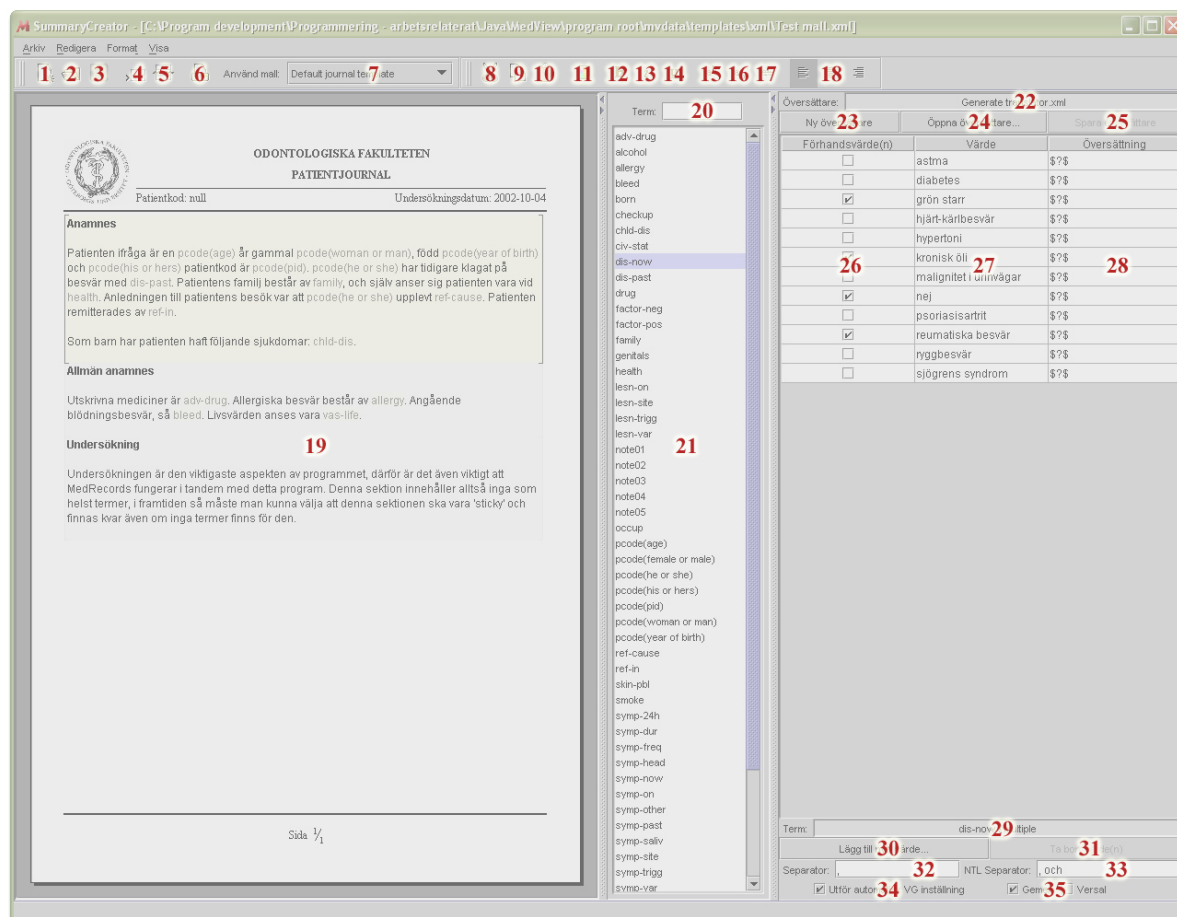 SummaryCreator - [C:\Program development\Programmering - arbetsrelaterat\Java\MedView\program root\mvdata\templates\xml\Test mall.xml]
Arkiv Redigera Format Visa
1 2 3 4 5 6 Använd mall: Default journal 7 8 9 10 11 12 13 14 15 16 17 18
ODONTOLOGISKA FAKULTETEN
PATIENTJOURNAL
Patientkod: null Undersökningsdatum: 2002-10-04
Anamnes
Patienten ifråga är en pcode(age) år gammal pcode(woman or man), född pcode(year of birth)
och pcode(his or hers) patientkod är pcode(pid). pcode(he or she) har tidigare klagat på
besvär med dis-past. Patientens familj består av family, och själv anser sig patienten vara vid
health. Anledningen till patientens besök var att pcode(he or she) upplevt ref-cause. Patienten
remitterades av ref-in.
Som barn har patienten haft följande sjukdomar: chld-dis.
Allmän anamnes
Utskrivna mediciner är adv-drug. Allergiska besvär består av allergy. Angående
blödningsbesvär, så bleed. Livsvärden anses vara vas-life.
Undersökning
19
Undersökningen är den viktigaste aspekten av programmet, därför är det även viktigt att
MedRecords fungerar i tandem med detta program. Denna sektion innehåller alltså inga som
helst termer, i framtiden så måste man kunna välja att denna sektionen ska vara 'sticky' och
finnas kvar även om inga termer finns för den.
Sida 1/1
Term: 20
adv-drug
alcohol
allergy
bleed
born
checkup
chld-dis
civ-stat
dis-now
dis-past
drug
factor-neg
factor-pos
family
genitals
health
lesn-on
lesn-site
lesn-trigg
lesn-var
note01
21
note02
note03
note04
note05
occup
pcode(age)
pcode(female or male)
pcode(he or she)
pcode(his or hers)
pcode(pid)
pcode(woman or man)
pcode(year of birth)
ref-cause
ref-in
skin-pbl
smoke
symp-24h
symp-dur
symp-freq
symp-head
symp-now
symp-on
symp-other
symp-past
symp-saliv
symp-site
symp-trigg
symp-var
Översättare: Generate 22 .xml
Ny 23 Öppna 24 25
Förhandsvärde(n) Värde Översättning
astma $?$
diabetes $?$
grön starr $?$
hjärt-kärlbesvär $?$
hypertoni $?$
26 kronisk 27 $?$ 28
malignitet i $?$
nej $?$
psoriasisartrit $?$
reumatiska besvär $?$
ryggbesvär $?$
sjögrens syndrom $?$
Term: 29
Lägg till 30 31
Separator: , 32 NTL Separator: , och 33
Utför 34 VG inställning 35 Versal